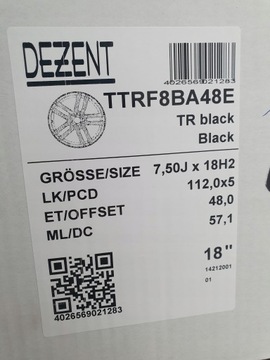 DEZENT
4026569021283
TTRF8BA48E
TR black
Black
GRÖSSE/SIZE 7,50J x 18H2
LK/PCD 112,0x5
ET/OFFSET 48,0
ML/DC 57,1
18"
14212001
01
4026569021283